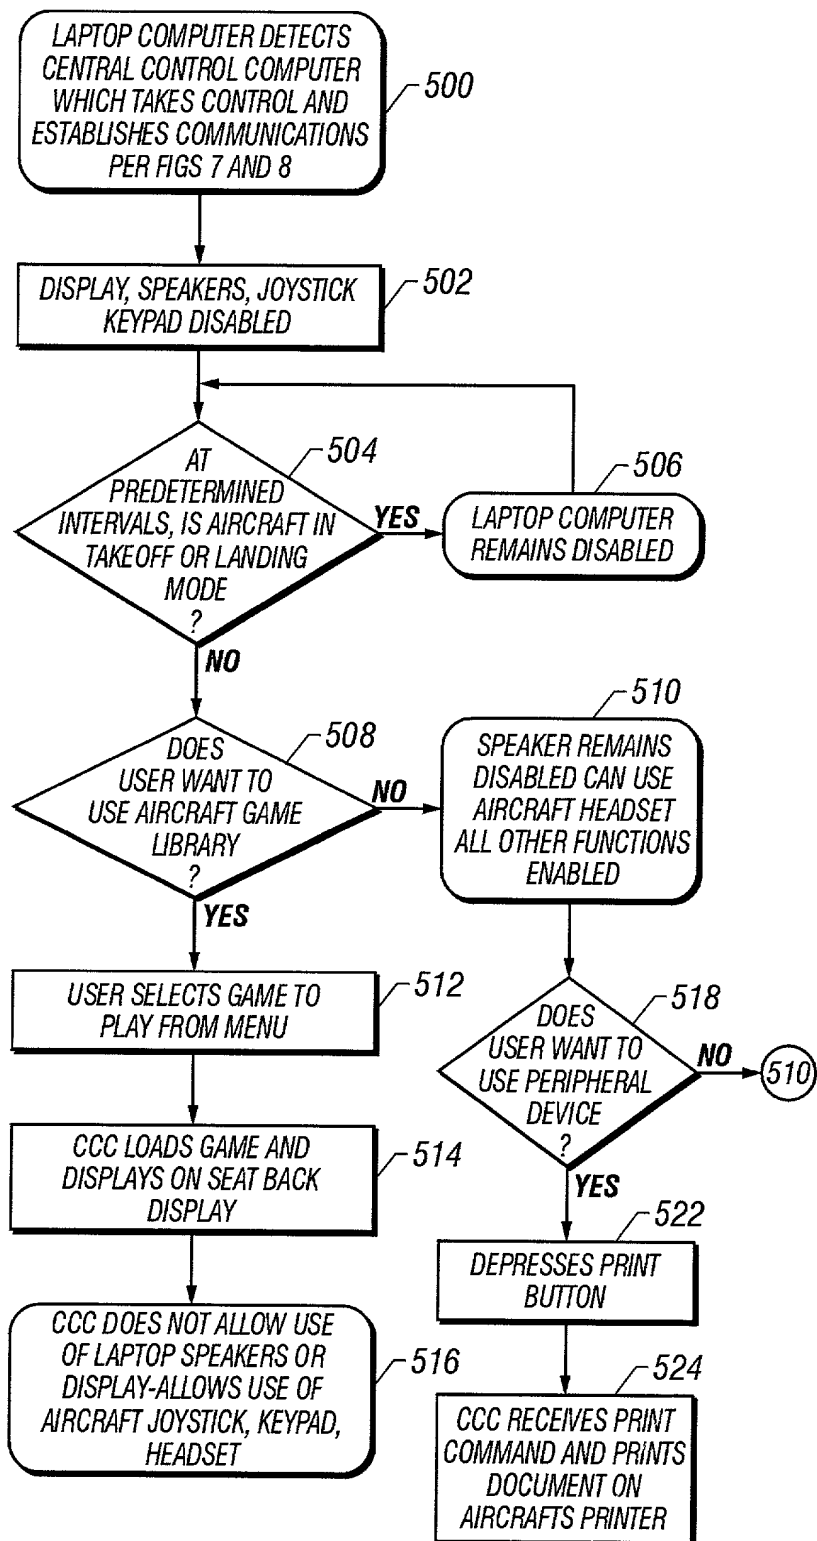 LAPTOP COMPUTER DETECTS
CENTRAL CONTROL COMPUTER
WHICH TAKES CONTROL AND
ESTABLISHES COMMUNICATIONS
PER FIGS 7 AND 8
500
DISPLAY, SPEAKERS, JOYSTICK
KEYPAD DISABLED
502
AT
PREDETERMINED
INTERVALS, IS AIRCRAFT IN
TAKEOFF OR LANDING
MODE
?
504
YES
LAPTOP COMPUTER
REMAINS DISABLED
506
NO
DOES
USER WANT TO
USE AIRCRAFT GAME
LIBRARY
?
508
NO
SPEAKER REMAINS
DISABLED CAN USE
AIRCRAFT HEADSET
ALL OTHER FUNCTIONS
ENABLED
510
YES
USER SELECTS GAME TO
PLAY FROM MENU
512
CCC LOADS GAME AND
DISPLAYS ON SEAT BACK
DISPLAY
514
CCC DOES NOT ALLOW USE
OF LAPTOP SPEAKERS OR
DISPLAY-ALLOWS USE OF
AIRCRAFT JOYSTICK, KEYPAD,
HEADSET
516
DOES
USER WANT TO
USE PERIPHERAL
DEVICE
?
518
NO
510
YES
DEPRESSES PRINT
BUTTON
522
CCC RECEIVES PRINT
COMMAND AND PRINTS
DOCUMENT ON
AIRCRAFTS PRINTER
524